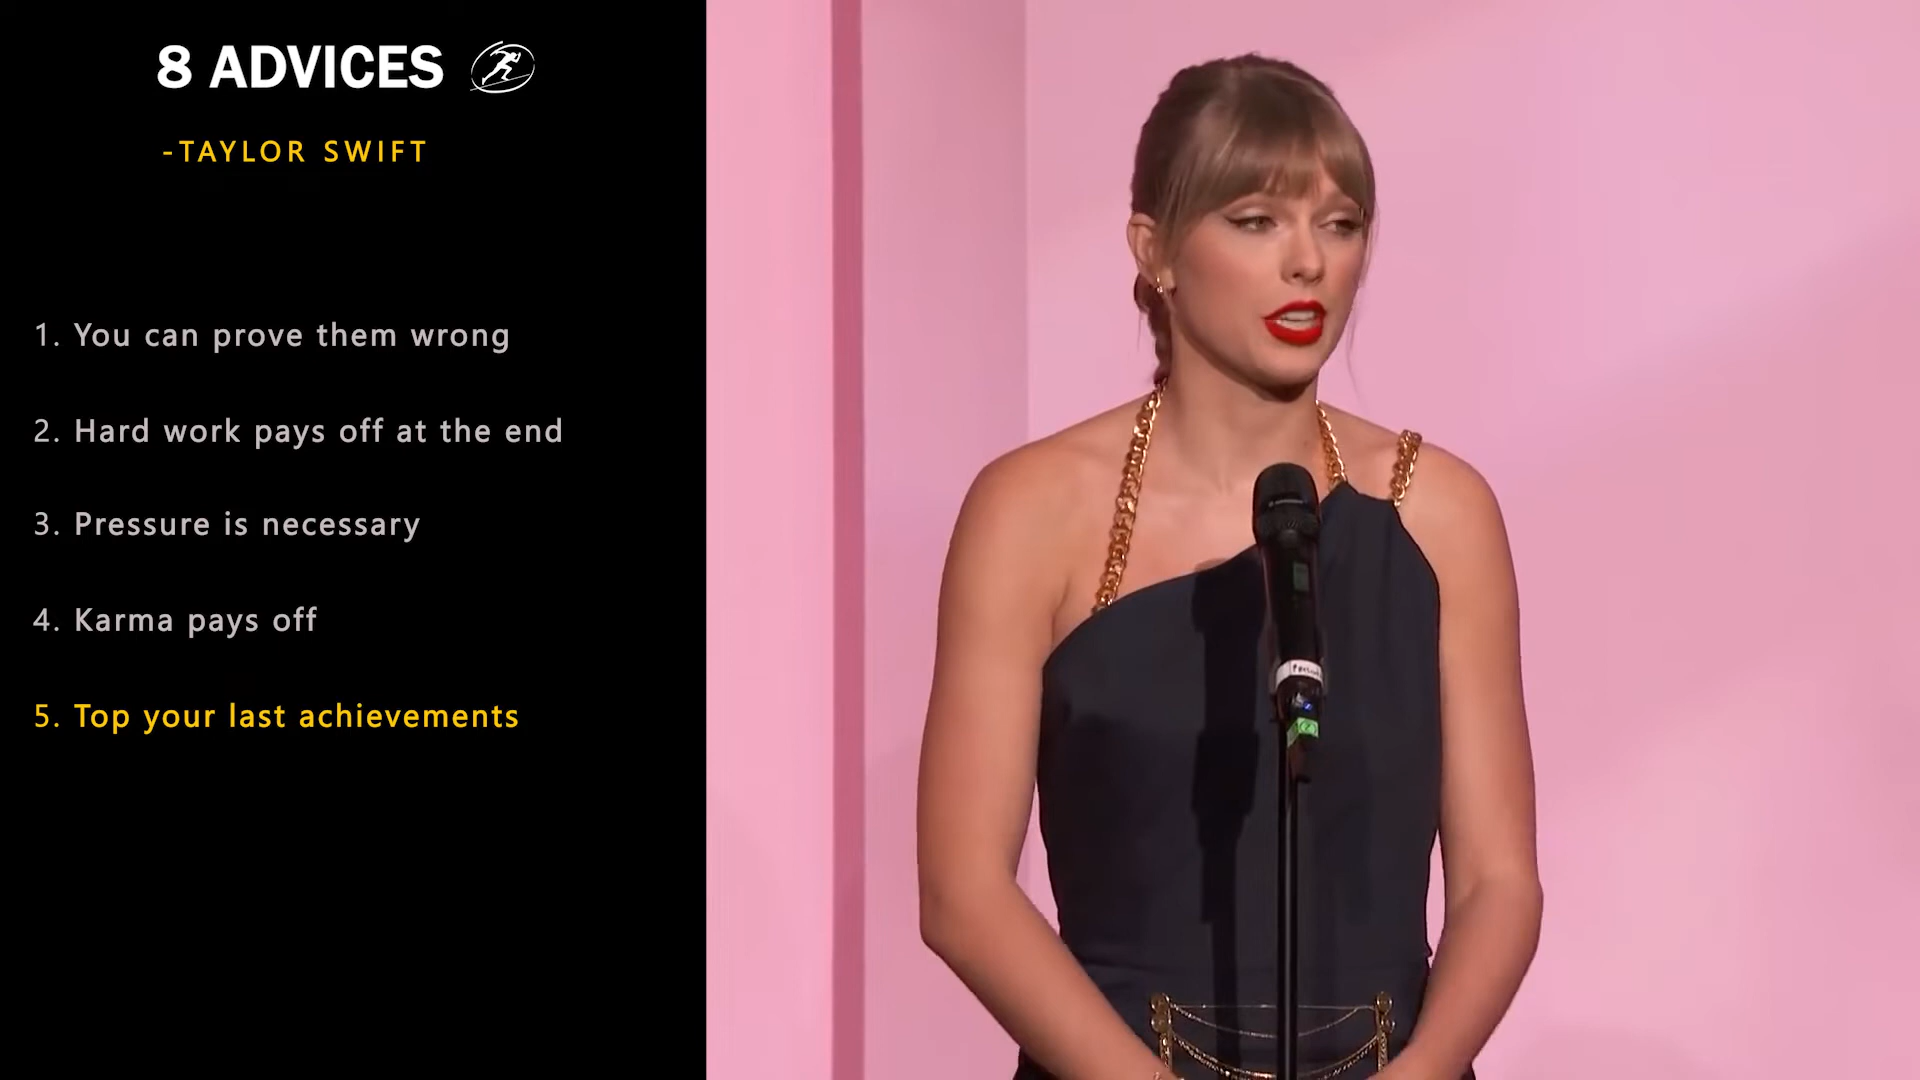 8 ADVICES
-TAYLOR SWIFT
1. You can prove them wrong
2. Hard work pays off at the end
3. Pressure is necessary
4. Karma pays off
5. Top your last achievements